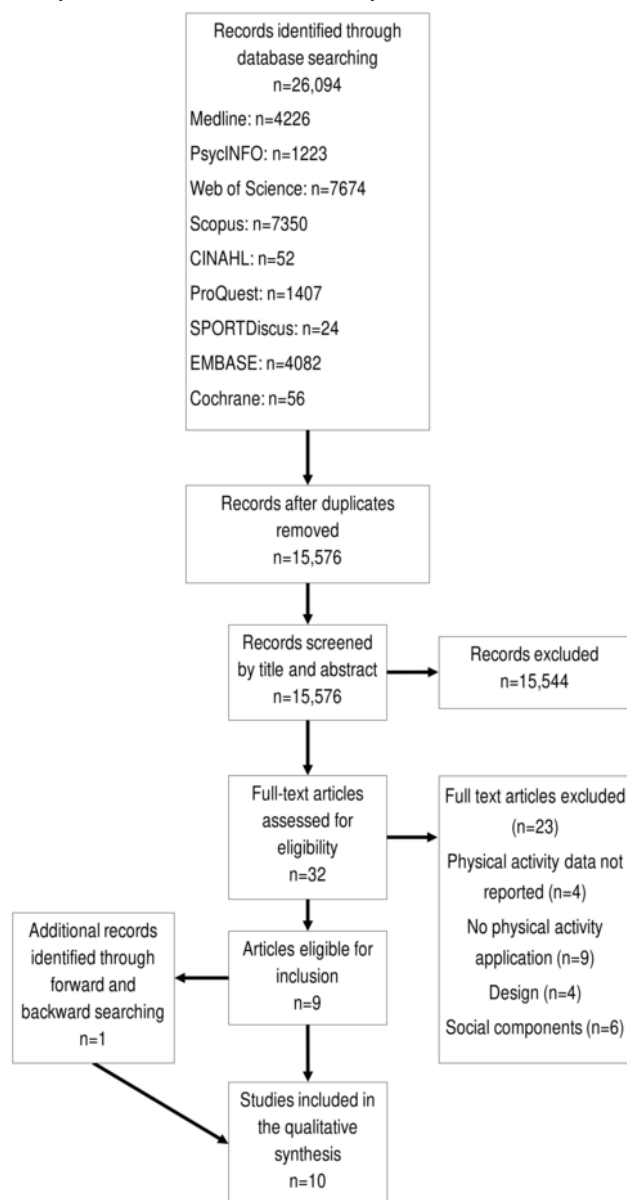 Records identified through
database searching
n=26,094
Medline: n=4226
PsycINFO: n=1223
Web of Science: n=7674
Scopus: n=7350
CINAHL: n=52
ProQuest: n=1407
SPORTDiscus: n=24
EMBASE: n=4082
Cochrane: n=56
Records after duplicates
removed
n=15,576
Records screened
by title and abstract
n=15,576
Records excluded
n=15,544
Full-text articles
assessed for
eligibility
n=32
Full text articles excluded
(n=23)
Physical activity data not
reported (n=4)
No physical activity
application (n=9)
Design (n=4)
Social components (n=6)
Articles eligible for
inclusion
n=9
Additional records
identified through
forward and
backward searching
n=1
Studies included in
the qualitative
synthesis
n=10